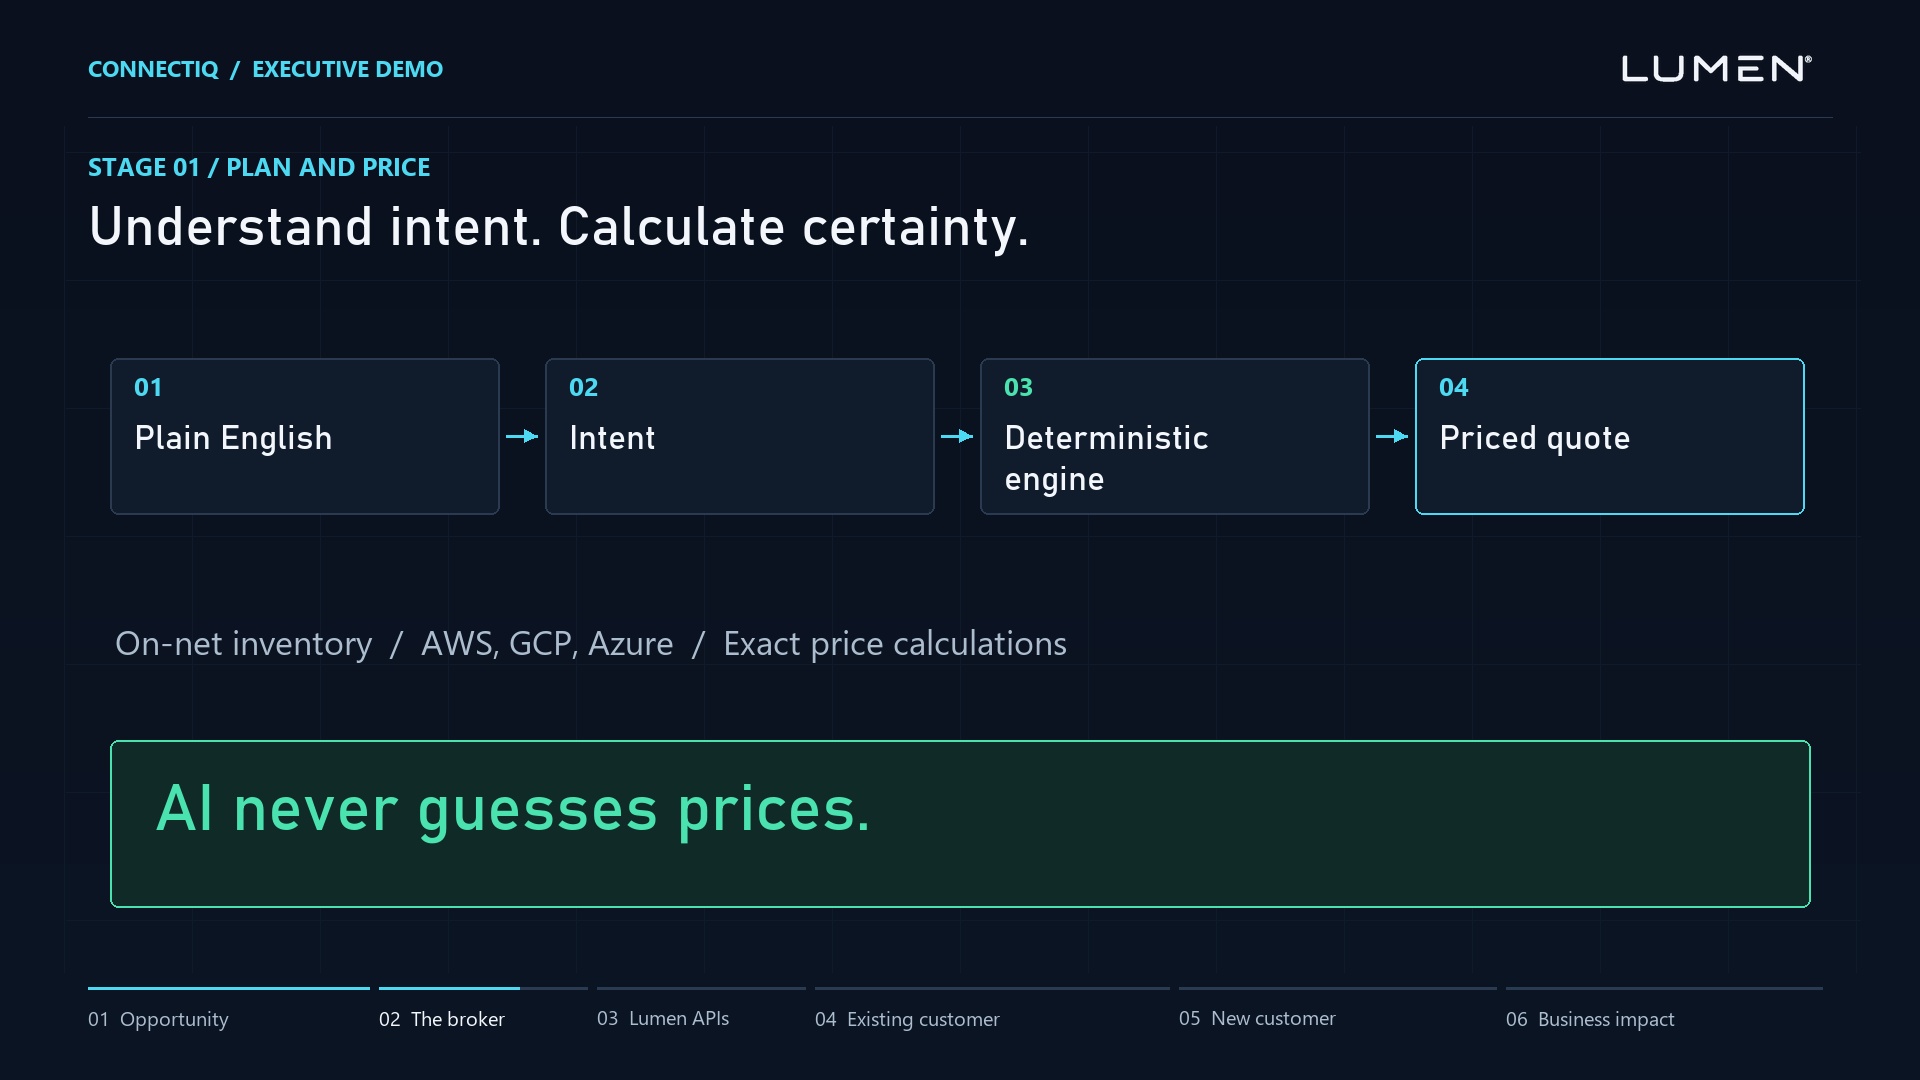 CONNECTIQ / EXECUTIVE DEMO
LUMEN®
STAGE 01 / PLAN AND PRICE
Understand intent. Calculate certainty.
01
Plain English
02
Intent
03
Deterministic
engine
04
Priced quote
On-net inventory / AWS, GCP, Azure / Exact price calculations
AI never guesses prices.
01 Opportunity
02 The broker
03 Lumen APIs
04 Existing customer
05 New customer
06 Business impact